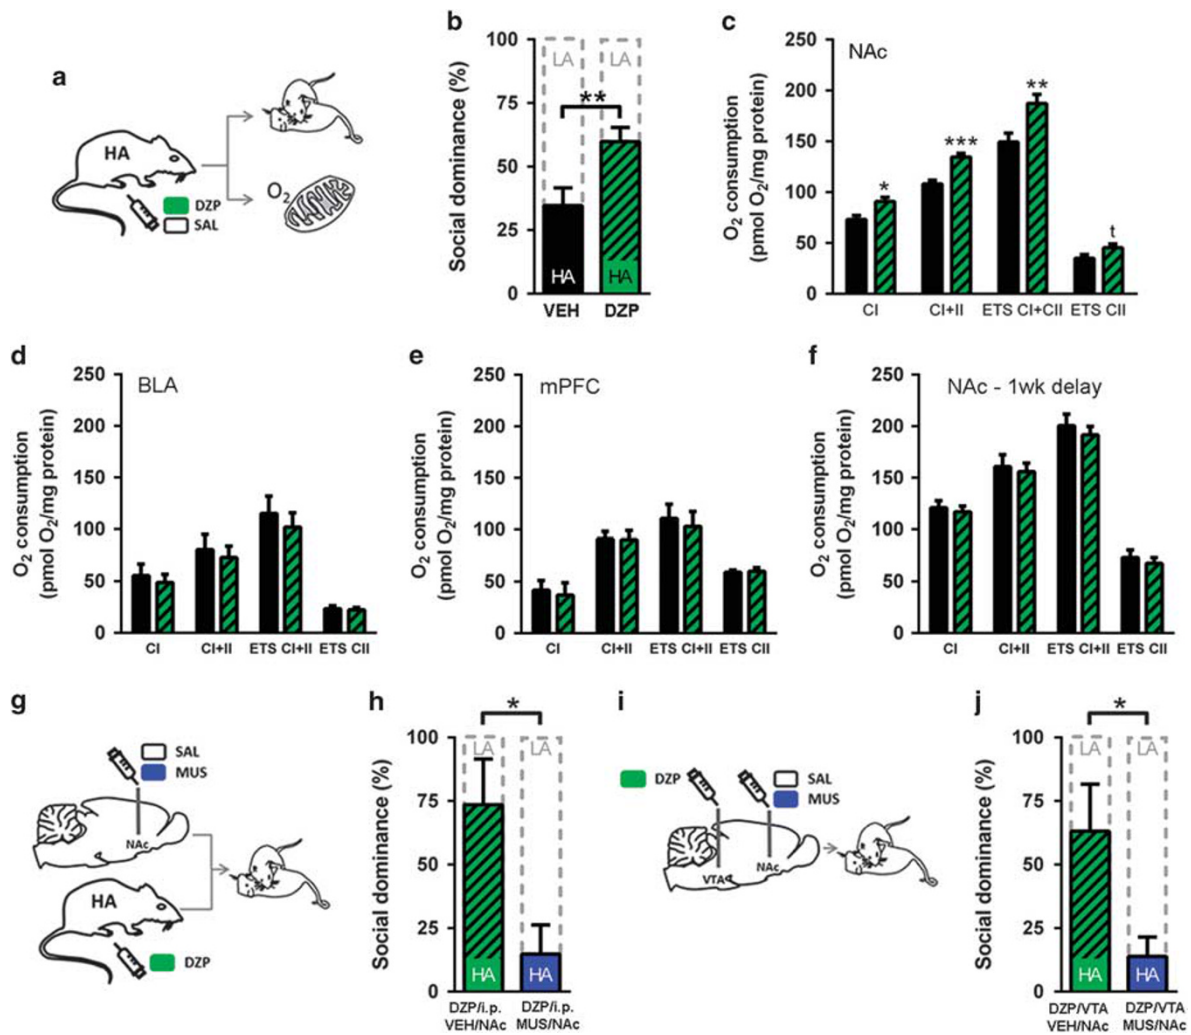 a
HA
DZP
SAL
O2
b
Social dominance (%)
100
75
50
25
0
LA
LA
**
HA
HA
VEH
DZP
c
NAc
O2 consumption
(pmol O2/mg protein)
250
200
150
100
50
0
*
***
**
t
CI
CI+II
ETS CI+CII
ETS CII
d
BLA
O2 consumption
(pmol O2/mg protein)
250
200
150
100
50
0
CI
CI+II
ETS CI+II
ETS CII
e
mPFC
O2 consumption
(pmol O2/mg protein)
250
200
150
100
50
0
CI
CI+II
ETS CI+II
ETS CII
f
NAc - 1wk delay
O2 consumption
(pmol O2/mg protein)
250
200
150
100
50
0
CI
CI+II
ETS CI+II
ETS CII
g
SAL
MUS
NAc
HA
DZP
h
Social dominance (%)
100
75
50
25
0
*
LA
LA
HA
HA
DZP/i.p.
VEH/NAc
DZP/i.p.
MUS/NAc
i
DZP
SAL
MUS
VTA
NAc
j
Social dominance (%)
100
75
50
25
0
*
LA
LA
HA
HA
DZP/VTA
VEH/NAc
DZP/VTA
MUS/NAc